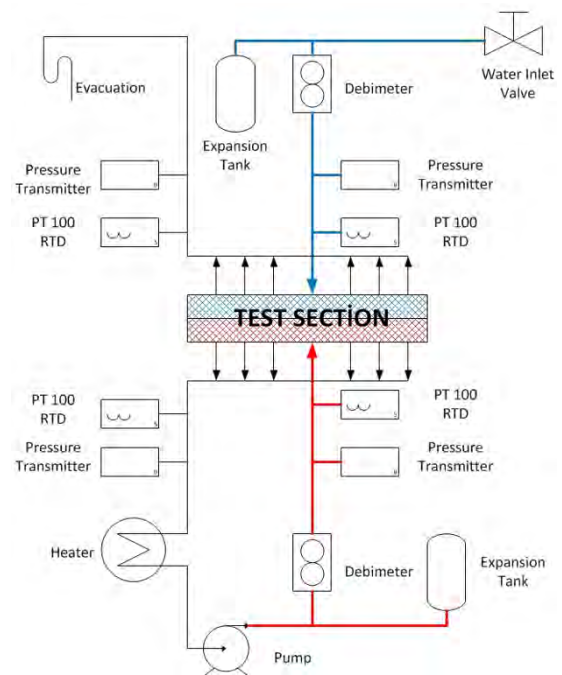 Evacuation
Debimeter
Water Inlet
Valve
Expansion
Tank
Pressure
Transmitter
Pressure
Transmitter
PT 100
RTD
PT 100
RTD
TEST SECTİON
PT 100
RTD
PT 100
RTD
Pressure
Transmitter
Pressure
Transmitter
Heater
Debimeter
Expansion
Tank
Pump